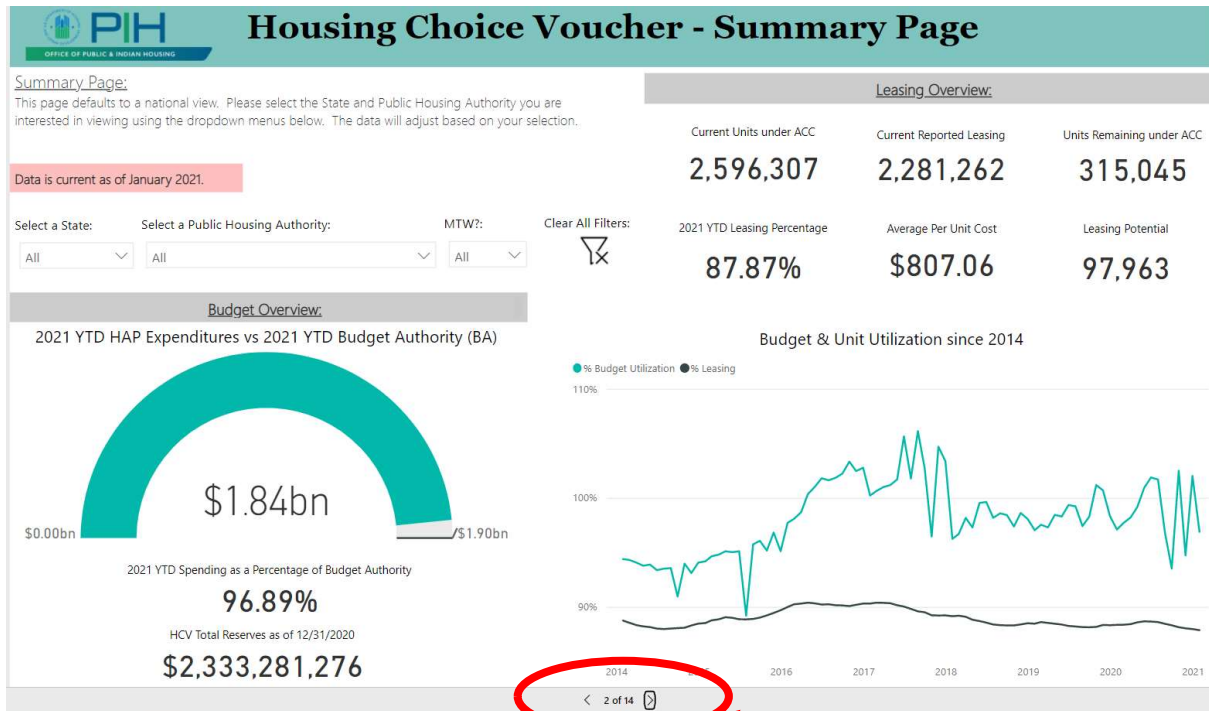 PIH
OFFICE OF PUBLIC & INDIAN HOUSING
Housing Choice Voucher - Summary Page
Summary Page:
This page defaults to a national view. Please select the State and Public Housing Authority you are
interested in viewing using the dropdown menus below. The data will adjust based on your selection.
Data is current as of January 2021.
Select a State:
All
Select a Public Housing Authority:
All
MTW?:
All
Clear All Filters:
Leasing Overview:
Current Units under ACC
2,596,307
Current Reported Leasing
2,281,262
Units Remaining under ACC
315,045
2021 YTD Leasing Percentage
87.87%
Average Per Unit Cost
$807.06
Leasing Potential
97,963
Budget Overview:
2021 YTD HAP Expenditures vs 2021 YTD Budget Authority (BA)
$1.84bn
$0.00bn
$1.90bn
2021 YTD Spending as a Percentage of Budget Authority
96.89%
HCV Total Reserves as of 12/31/2020
$2,333,281,276
Budget & Unit Utilization since 2014
% Budget Utilization % Leasing
110%
100%
90%
2014 2016 2017 2018 2019 2020 2021
2 of 14